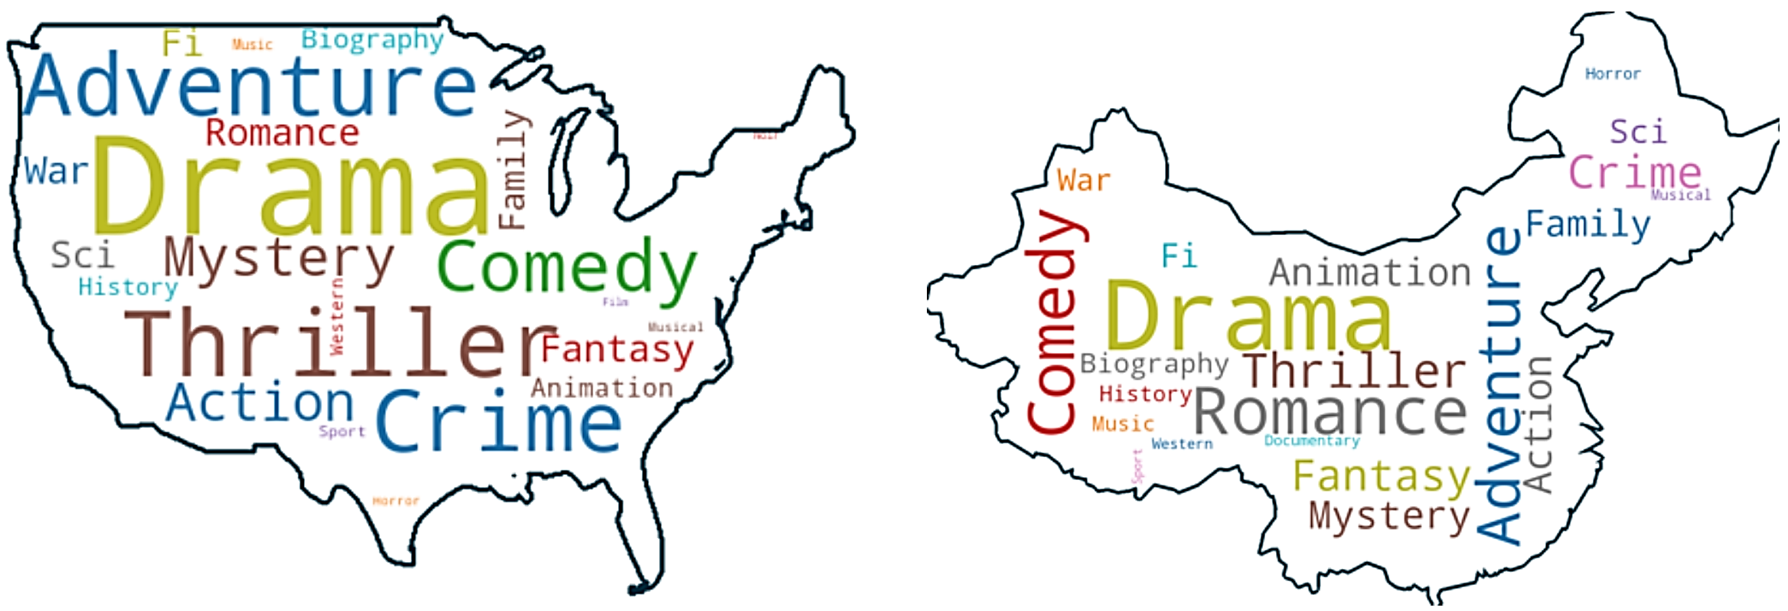 Fi Music Biography
Adventure
Romance
Noir
War Drama Family
Sci Mystery Comedy
History
Western
Film
Thriller
Musical
Fantasy
Animation
Action Crime
Sport
Horror
Horror
Sci
Crime
Musical
Family
War
Comedy
Fi
Animation
Drama
Adventure
Biography Thriller
History
Romance
Action
Music
Western
Documentary
Sport
Fantasy
Mystery